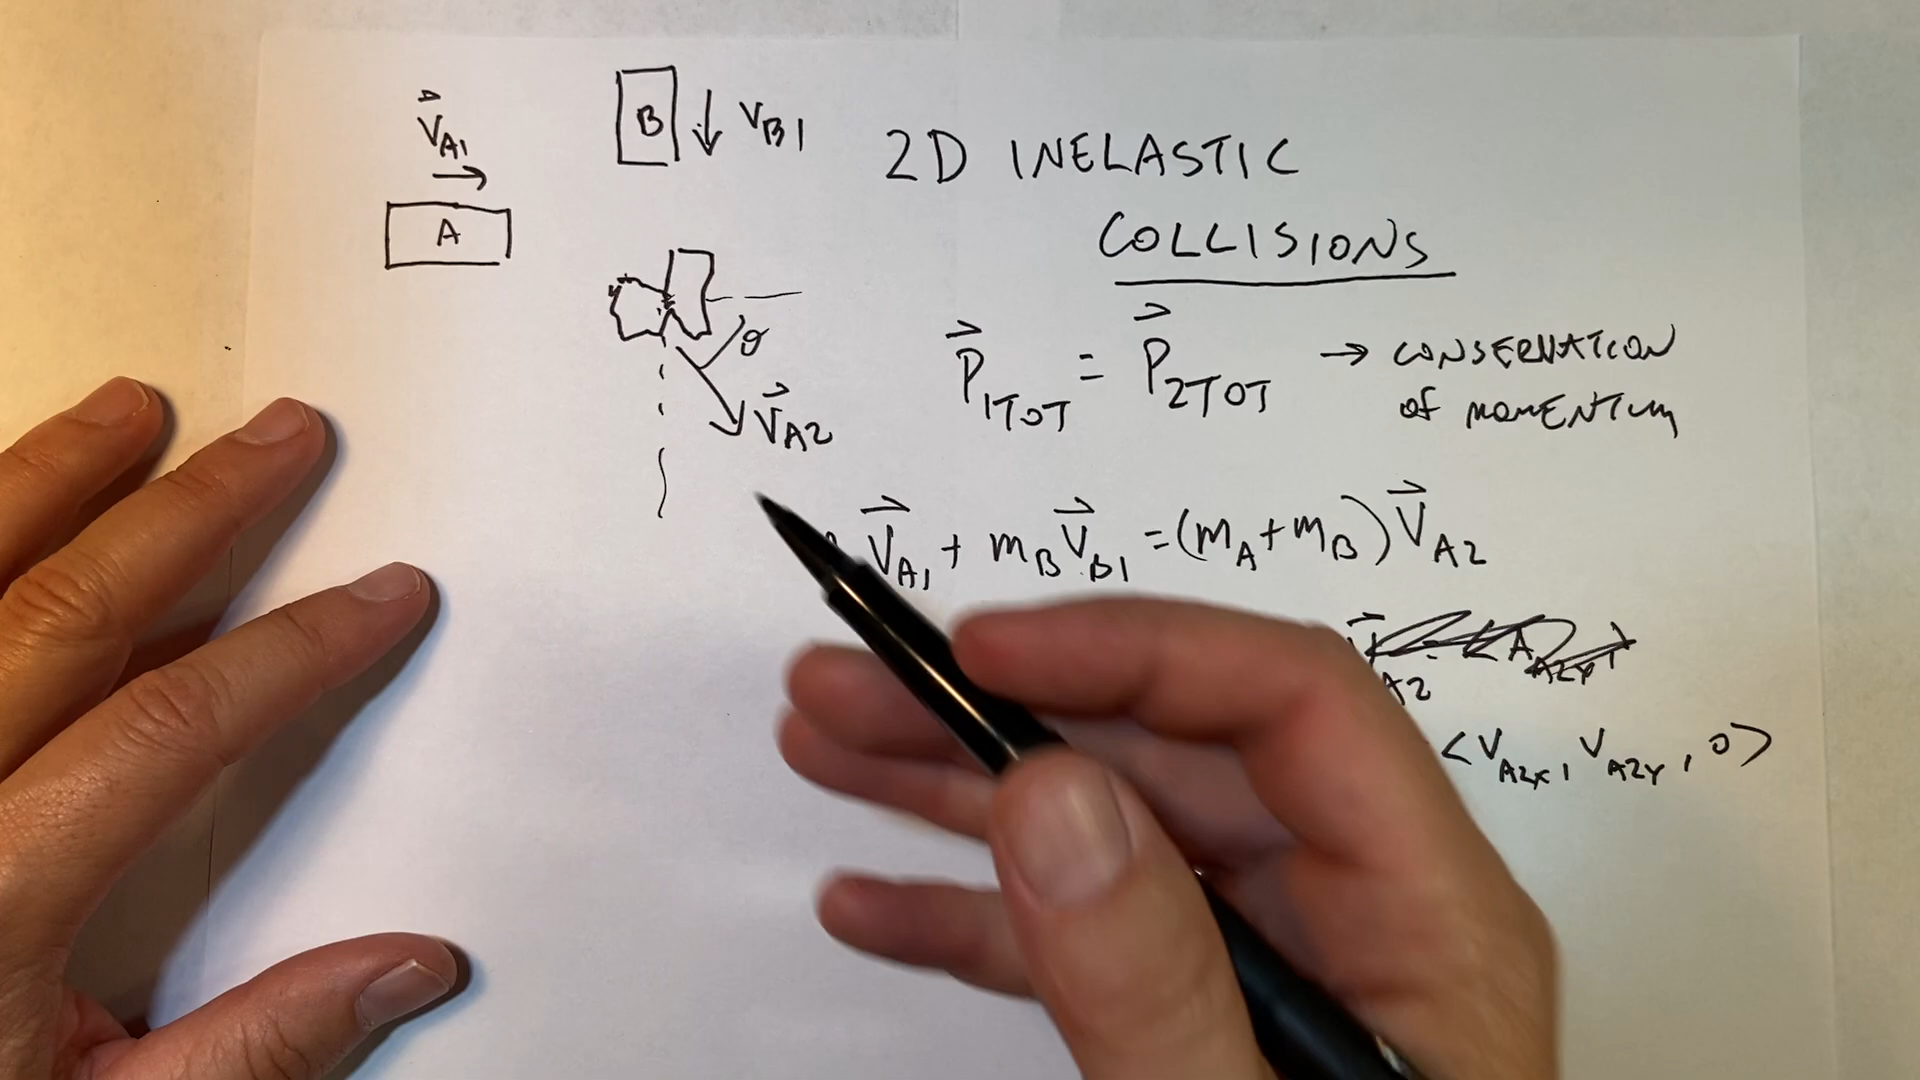 V⃗A1
A
B ↓ VB1
2D INELASTIC
COLLISIONS
θ
V⃗A2
P⃗1TOT = P⃗2TOT → CONSERVATION
OF MOMENTUM
V⃗A1 + mB V⃗B1 = (mA + mB) V⃗A2
A2
<VA2x, VA2y, 0>